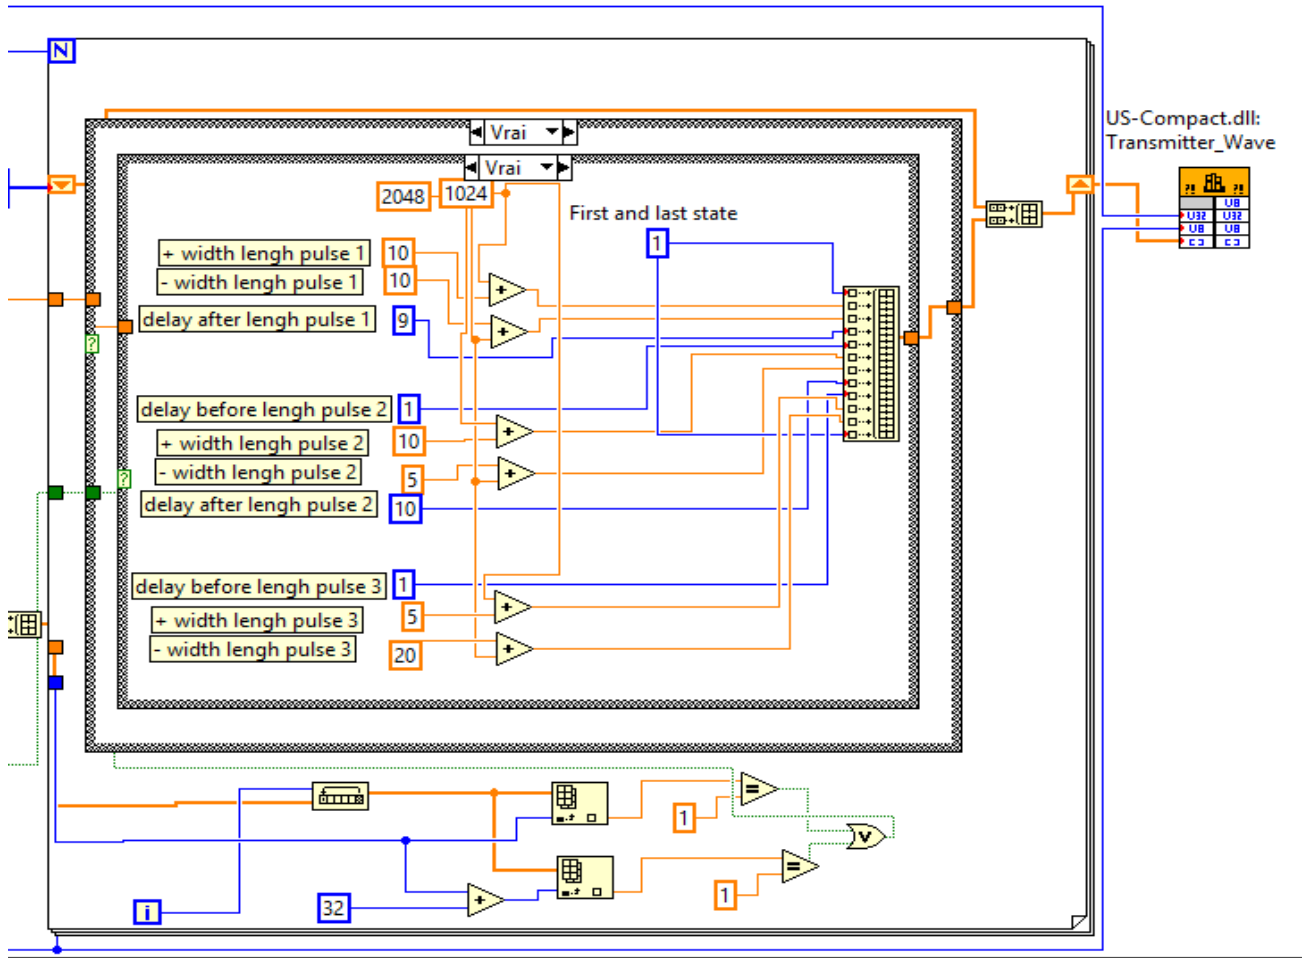 N
US-Compact.dll:
Transmitter_Wave
Vrai
Vrai
2048
1024
First and last state
1
+ width lengh pulse 1
10
- width lengh pulse 1
10
delay after lengh pulse 1
9
delay before lengh pulse 2
1
+ width lengh pulse 2
10
- width lengh pulse 2
5
delay after lengh pulse 2
10
delay before lengh pulse 3
1
+ width lengh pulse 3
5
- width lengh pulse 3
20
?! ?!
U8
U32 U32
U8 U8
?
?
+
+
+
+
+
+
=
1
V
=
1
+
32
i